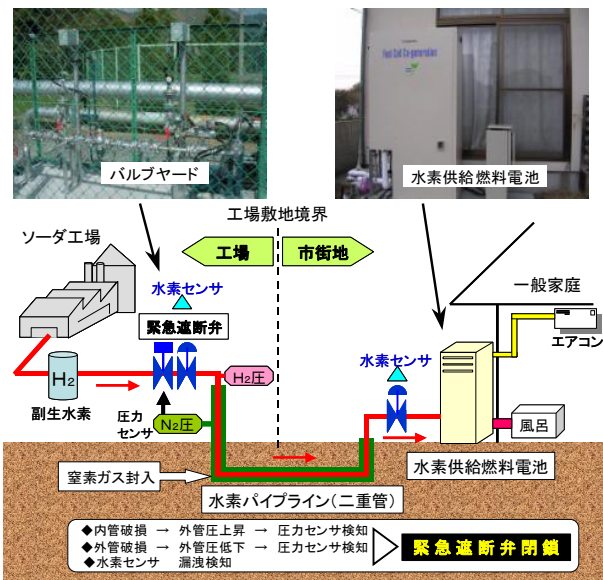 Fuel Cell Co-generation
バルブヤード
水素供給燃料電池
工場敷地境界
ソーダ工場
工場
市街地
水素センサ
一般家庭
緊急遮断弁
エアコン
水素センサ
H₂
H₂圧
副生水素
圧力
センサ
N₂圧
風呂
水素供給燃料電池
窒素ガス封入
水素パイプライン(二重管)
◆内管破損 → 外管圧上昇 → 圧力センサ検知
◆外管破損 → 外管圧低下 → 圧力センサ検知
◆水素センサ 漏洩検知
緊急遮断弁閉鎖